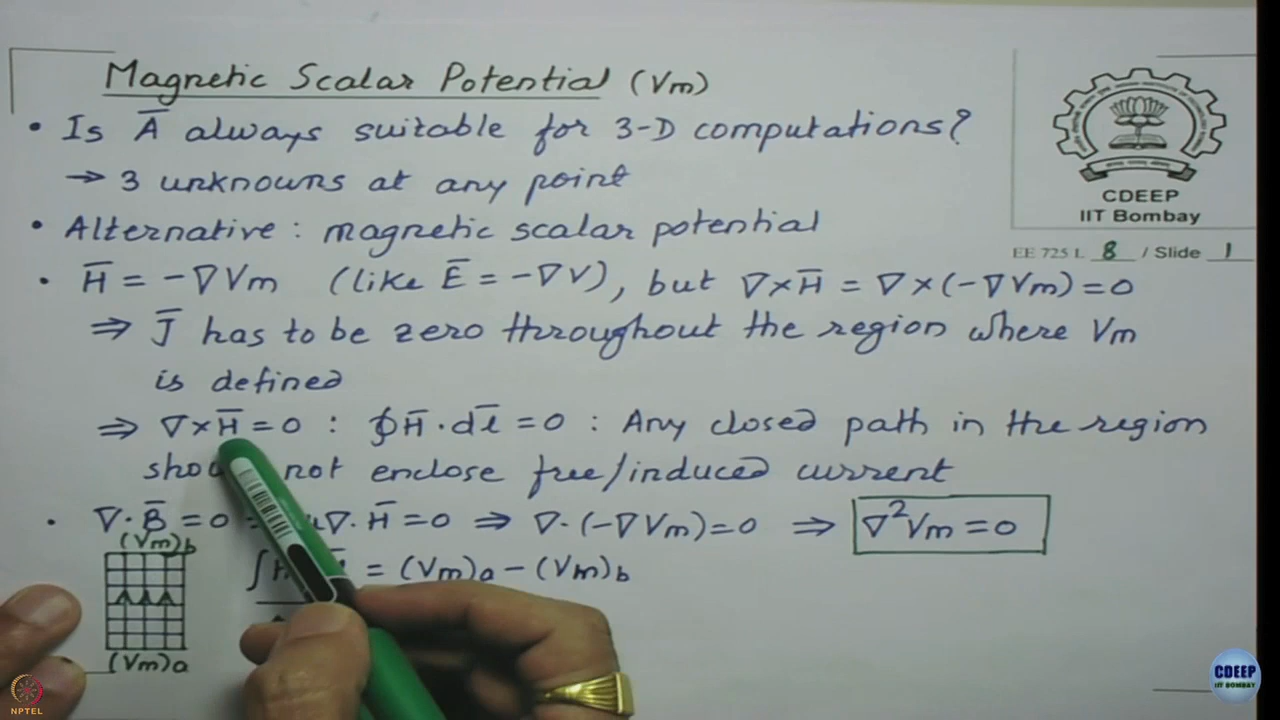 Magnetic Scalar Potential (Vm)
• Is A̅ always suitable for 3-D computations?
→ 3 unknowns at any point
• Alternative: magnetic scalar potential
• H̅ = -∇Vm (like E̅ = -∇V), but ∇×H̅ = ∇×(-∇Vm) = 0
⇒ J̅ has to be zero throughout the region where Vm
is defined
⇒ ∇×H̅ = 0 : ∮H̅·dl̅ = 0 : Any closed path in the region
not enclose free/induced current
• ∇·B̅ = 0 ∇·H̅ = 0 ⇒ ∇·(-∇Vm) = 0 ⇒ ∇²Vm = 0
(Vm)b
∫ = (Vm)a - (Vm)b
(Vm)a
CDEEP
IIT Bombay
EE 725 L 8 / Slide 1
NPTEL
CDEEP
IIT BOMBAY